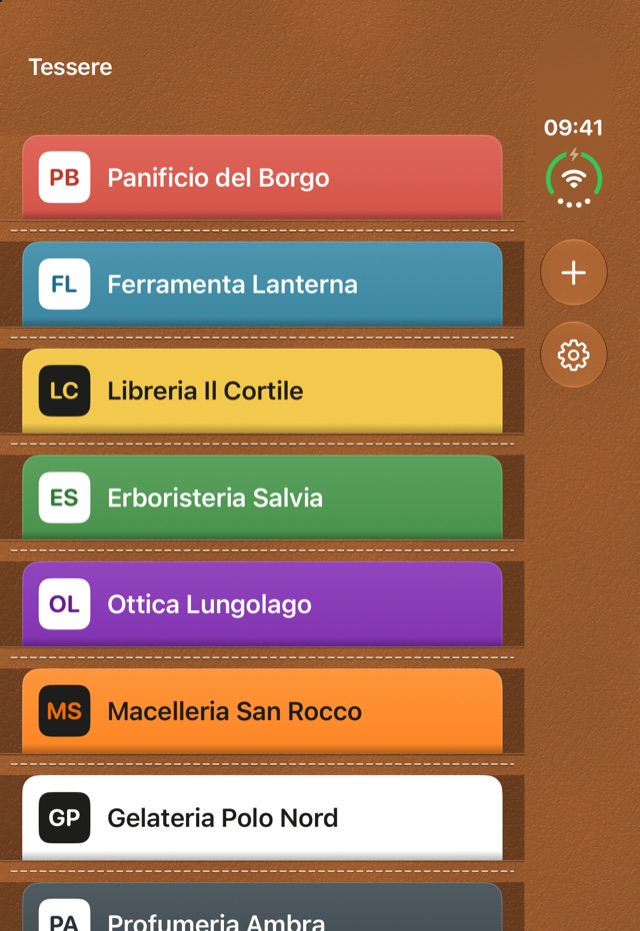 Tessere
09:41
PB Panificio del Borgo
FL Ferramenta Lanterna
LC Libreria Il Cortile
ES Erboristeria Salvia
OL Ottica Lungolago
MS Macelleria San Rocco
GP Gelateria Polo Nord
PA Profumeria Ambra